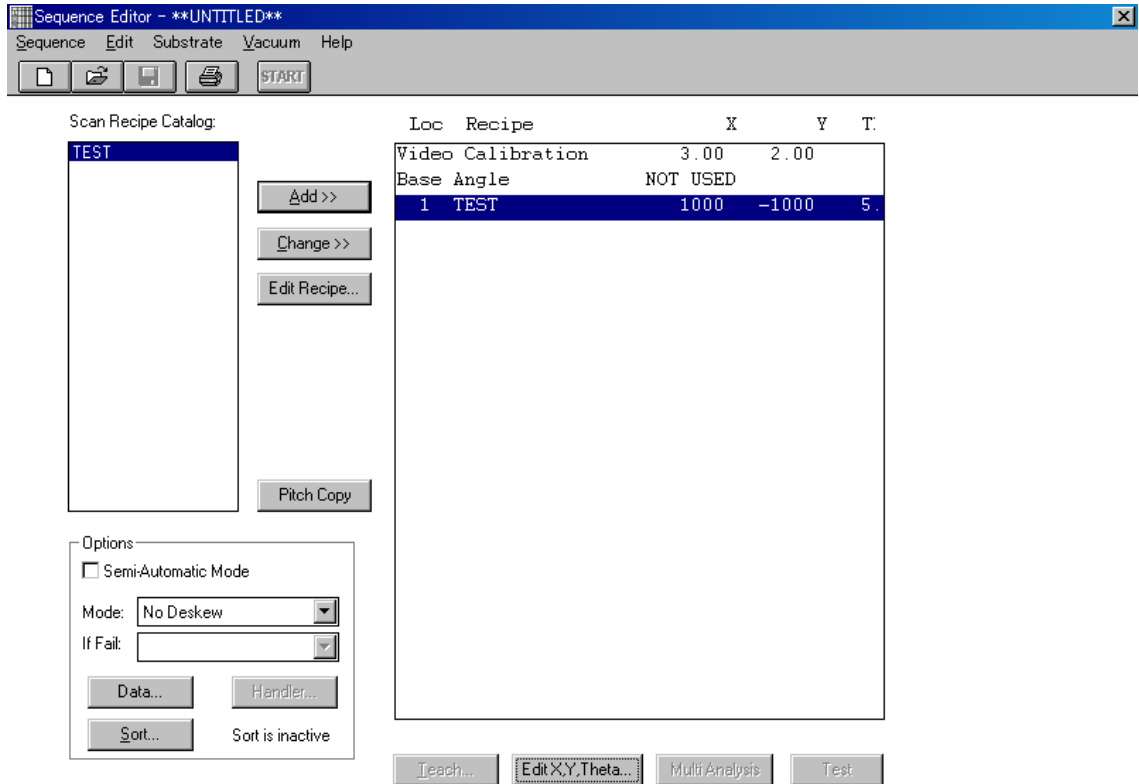 Sequence Editor - **UNTITLED**
Sequence Edit Substrate Vacuum Help
START
Scan Recipe Catalog:
TEST
Add >>
Change >>
Edit Recipe...
Pitch Copy
Loc Recipe X Y T:
Video Calibration 3.00 2.00
Base Angle NOT USED
1 TEST 1000 -1000 5.
Options
Semi-Automatic Mode
Mode: No Deskew
If Fail:
Data... Handler...
Sort... Sort is inactive
Teach... Edit X,Y,Theta... Multi Analysis Test